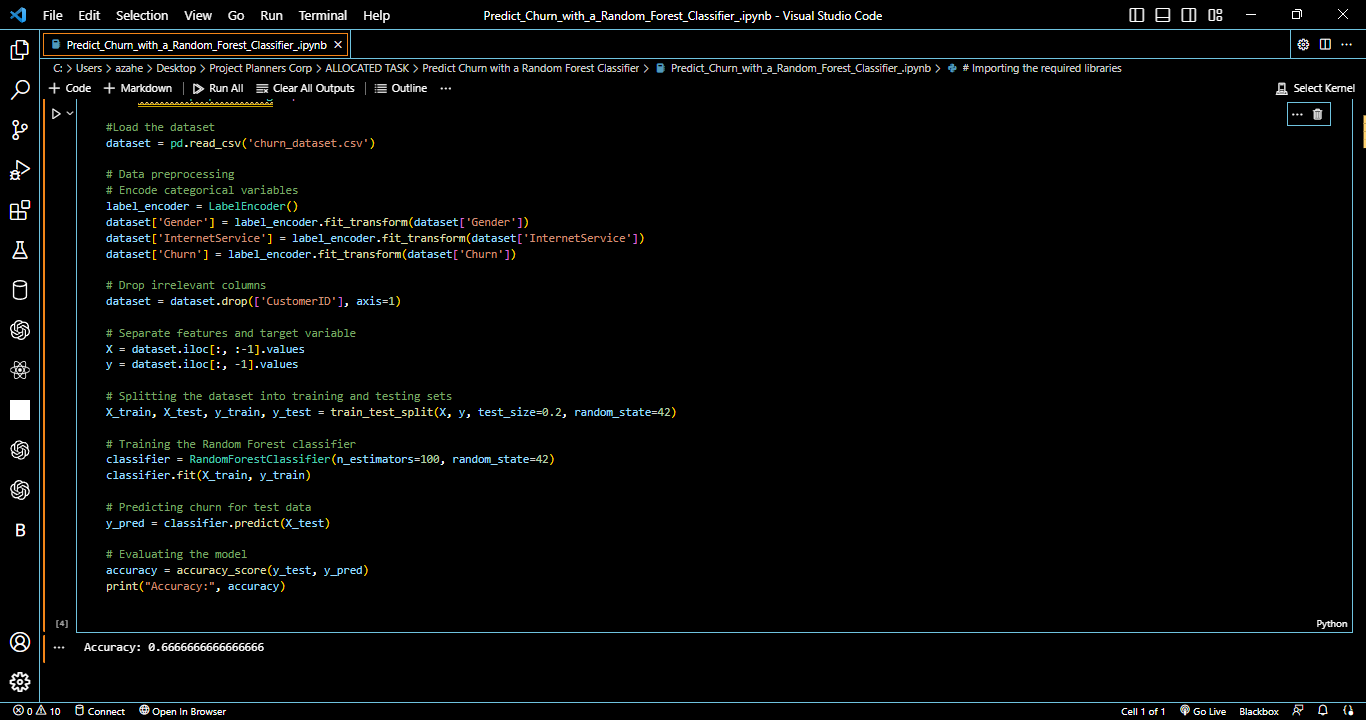 File Edit Selection View Go Run Terminal Help Predict_Churn_with_a_Random_Forest_Classifier_.ipynb - Visual Studio Code
Predict_Churn_with_a_Random_Forest_Classifier_.ipynb
C: > Users > azahe > Desktop > Project Planners Corp > ALLOCATED TASK > Predict Churn with a Random Forest Classifier > Predict_Churn_with_a_Random_Forest_Classifier_.ipynb > # Importing the required libraries
+ Code + Markdown Run All Clear All Outputs Outline ... Select Kernel
#Load the dataset
dataset = pd.read_csv('churn_dataset.csv')
# Data preprocessing
# Encode categorical variables
label_encoder = LabelEncoder()
dataset['Gender'] = label_encoder.fit_transform(dataset['Gender'])
dataset['InternetService'] = label_encoder.fit_transform(dataset['InternetService'])
dataset['Churn'] = label_encoder.fit_transform(dataset['Churn'])
# Drop irrelevant columns
dataset = dataset.drop(['CustomerID'], axis=1)
# Separate features and target variable
X = dataset.iloc[:, :-1].values
y = dataset.iloc[:, -1].values
# Splitting the dataset into training and testing sets
X_train, X_test, y_train, y_test = train_test_split(X, y, test_size=0.2, random_state=42)
# Training the Random Forest classifier
classifier = RandomForestClassifier(n_estimators=100, random_state=42)
classifier.fit(X_train, y_train)
# Predicting churn for test data
y_pred = classifier.predict(X_test)
# Evaluating the model
accuracy = accuracy_score(y_test, y_pred)
print("Accuracy:", accuracy)
[4] Python
... Accuracy: 0.6666666666666666
B
0 10 Connect Open In Browser Cell 1 of 1 Go Live Blackbox